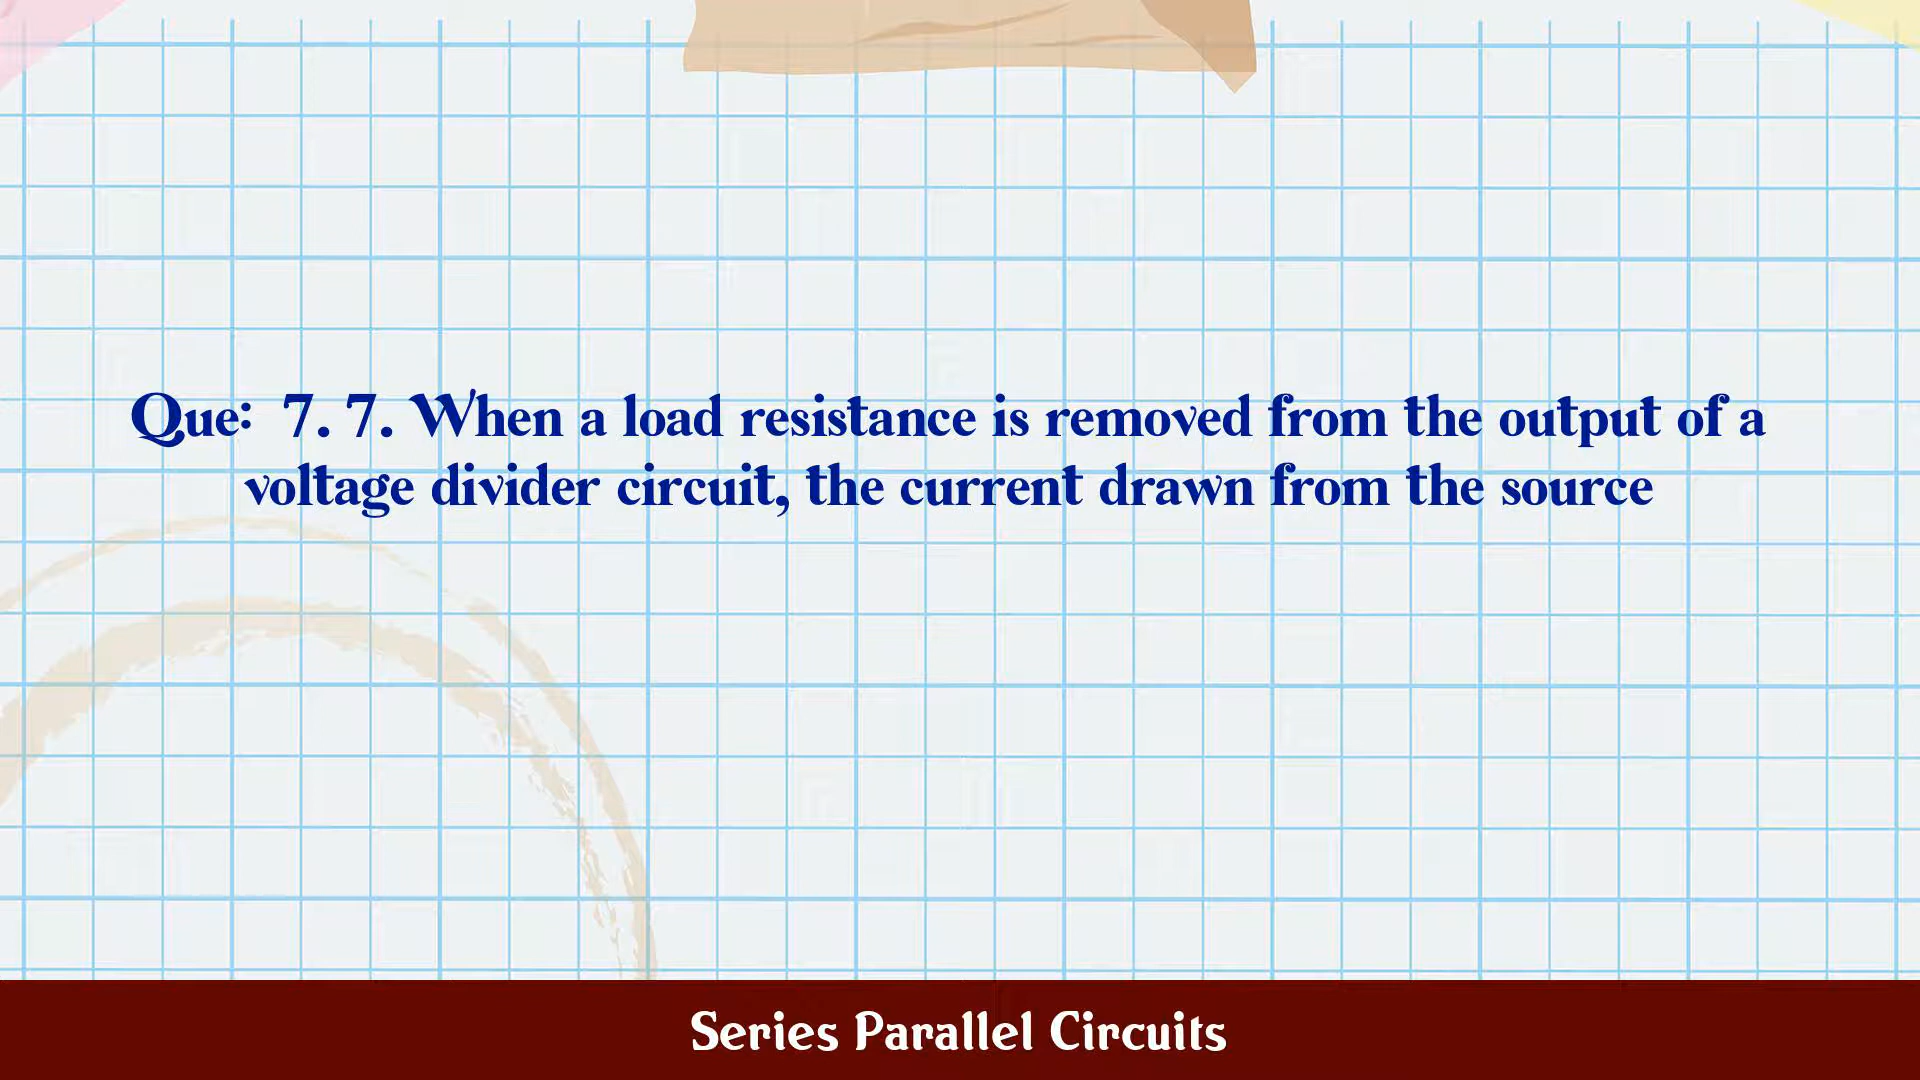 Que: 7. 7. When a load resistance is removed from the output of a
voltage divider circuit, the current drawn from the source
Series Parallel Circuits